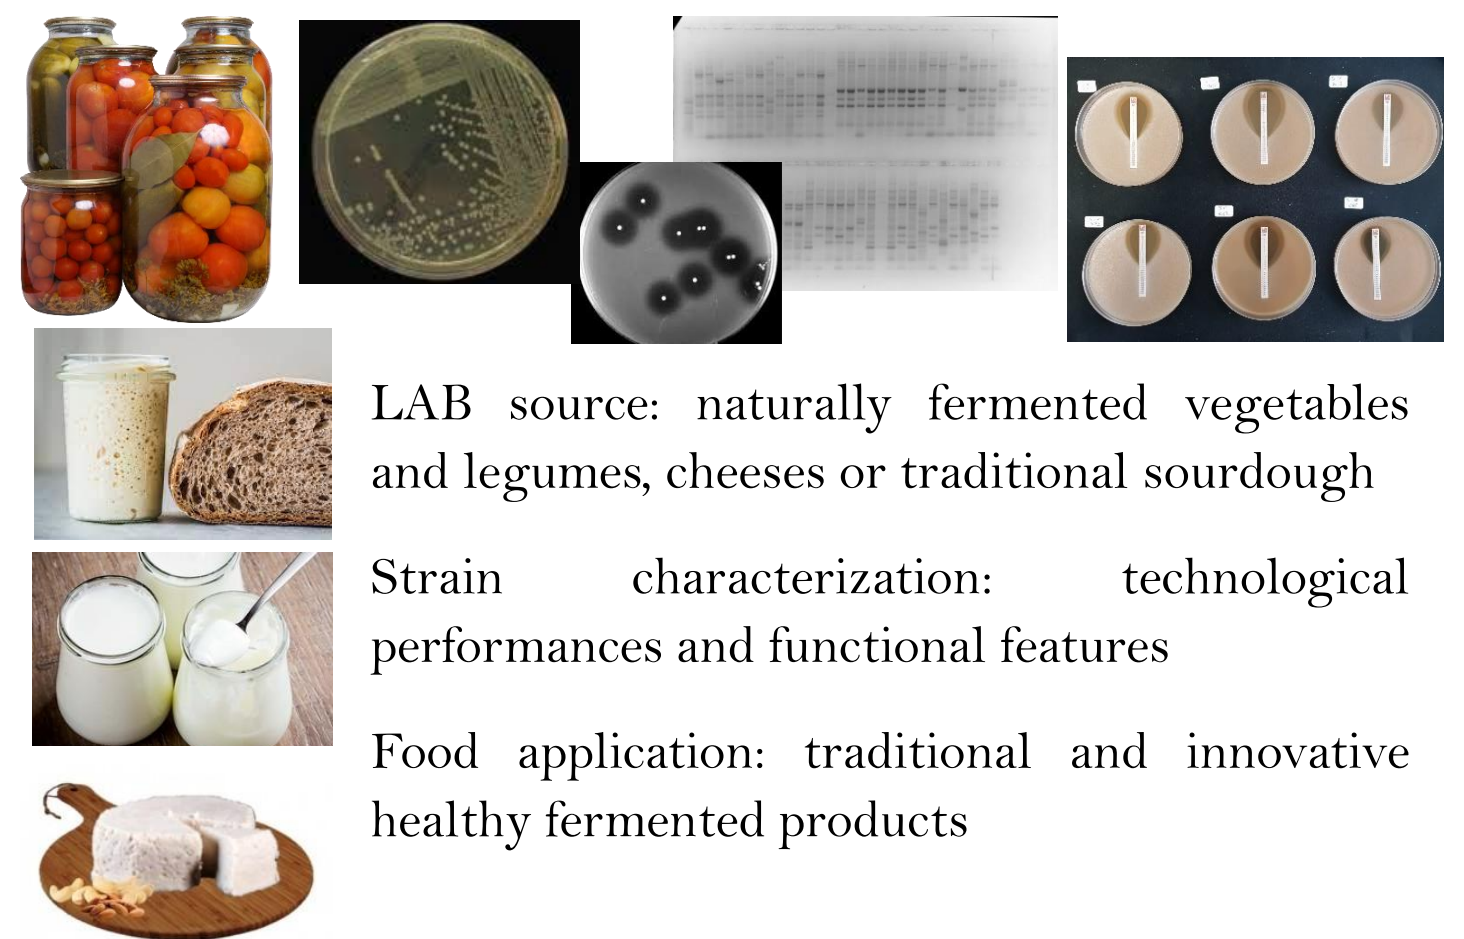 LAB source: naturally fermented vegetables
and legumes, cheeses or traditional sourdough
Strain characterization: technological
performances and functional features
Food application: traditional and innovative
healthy fermented products